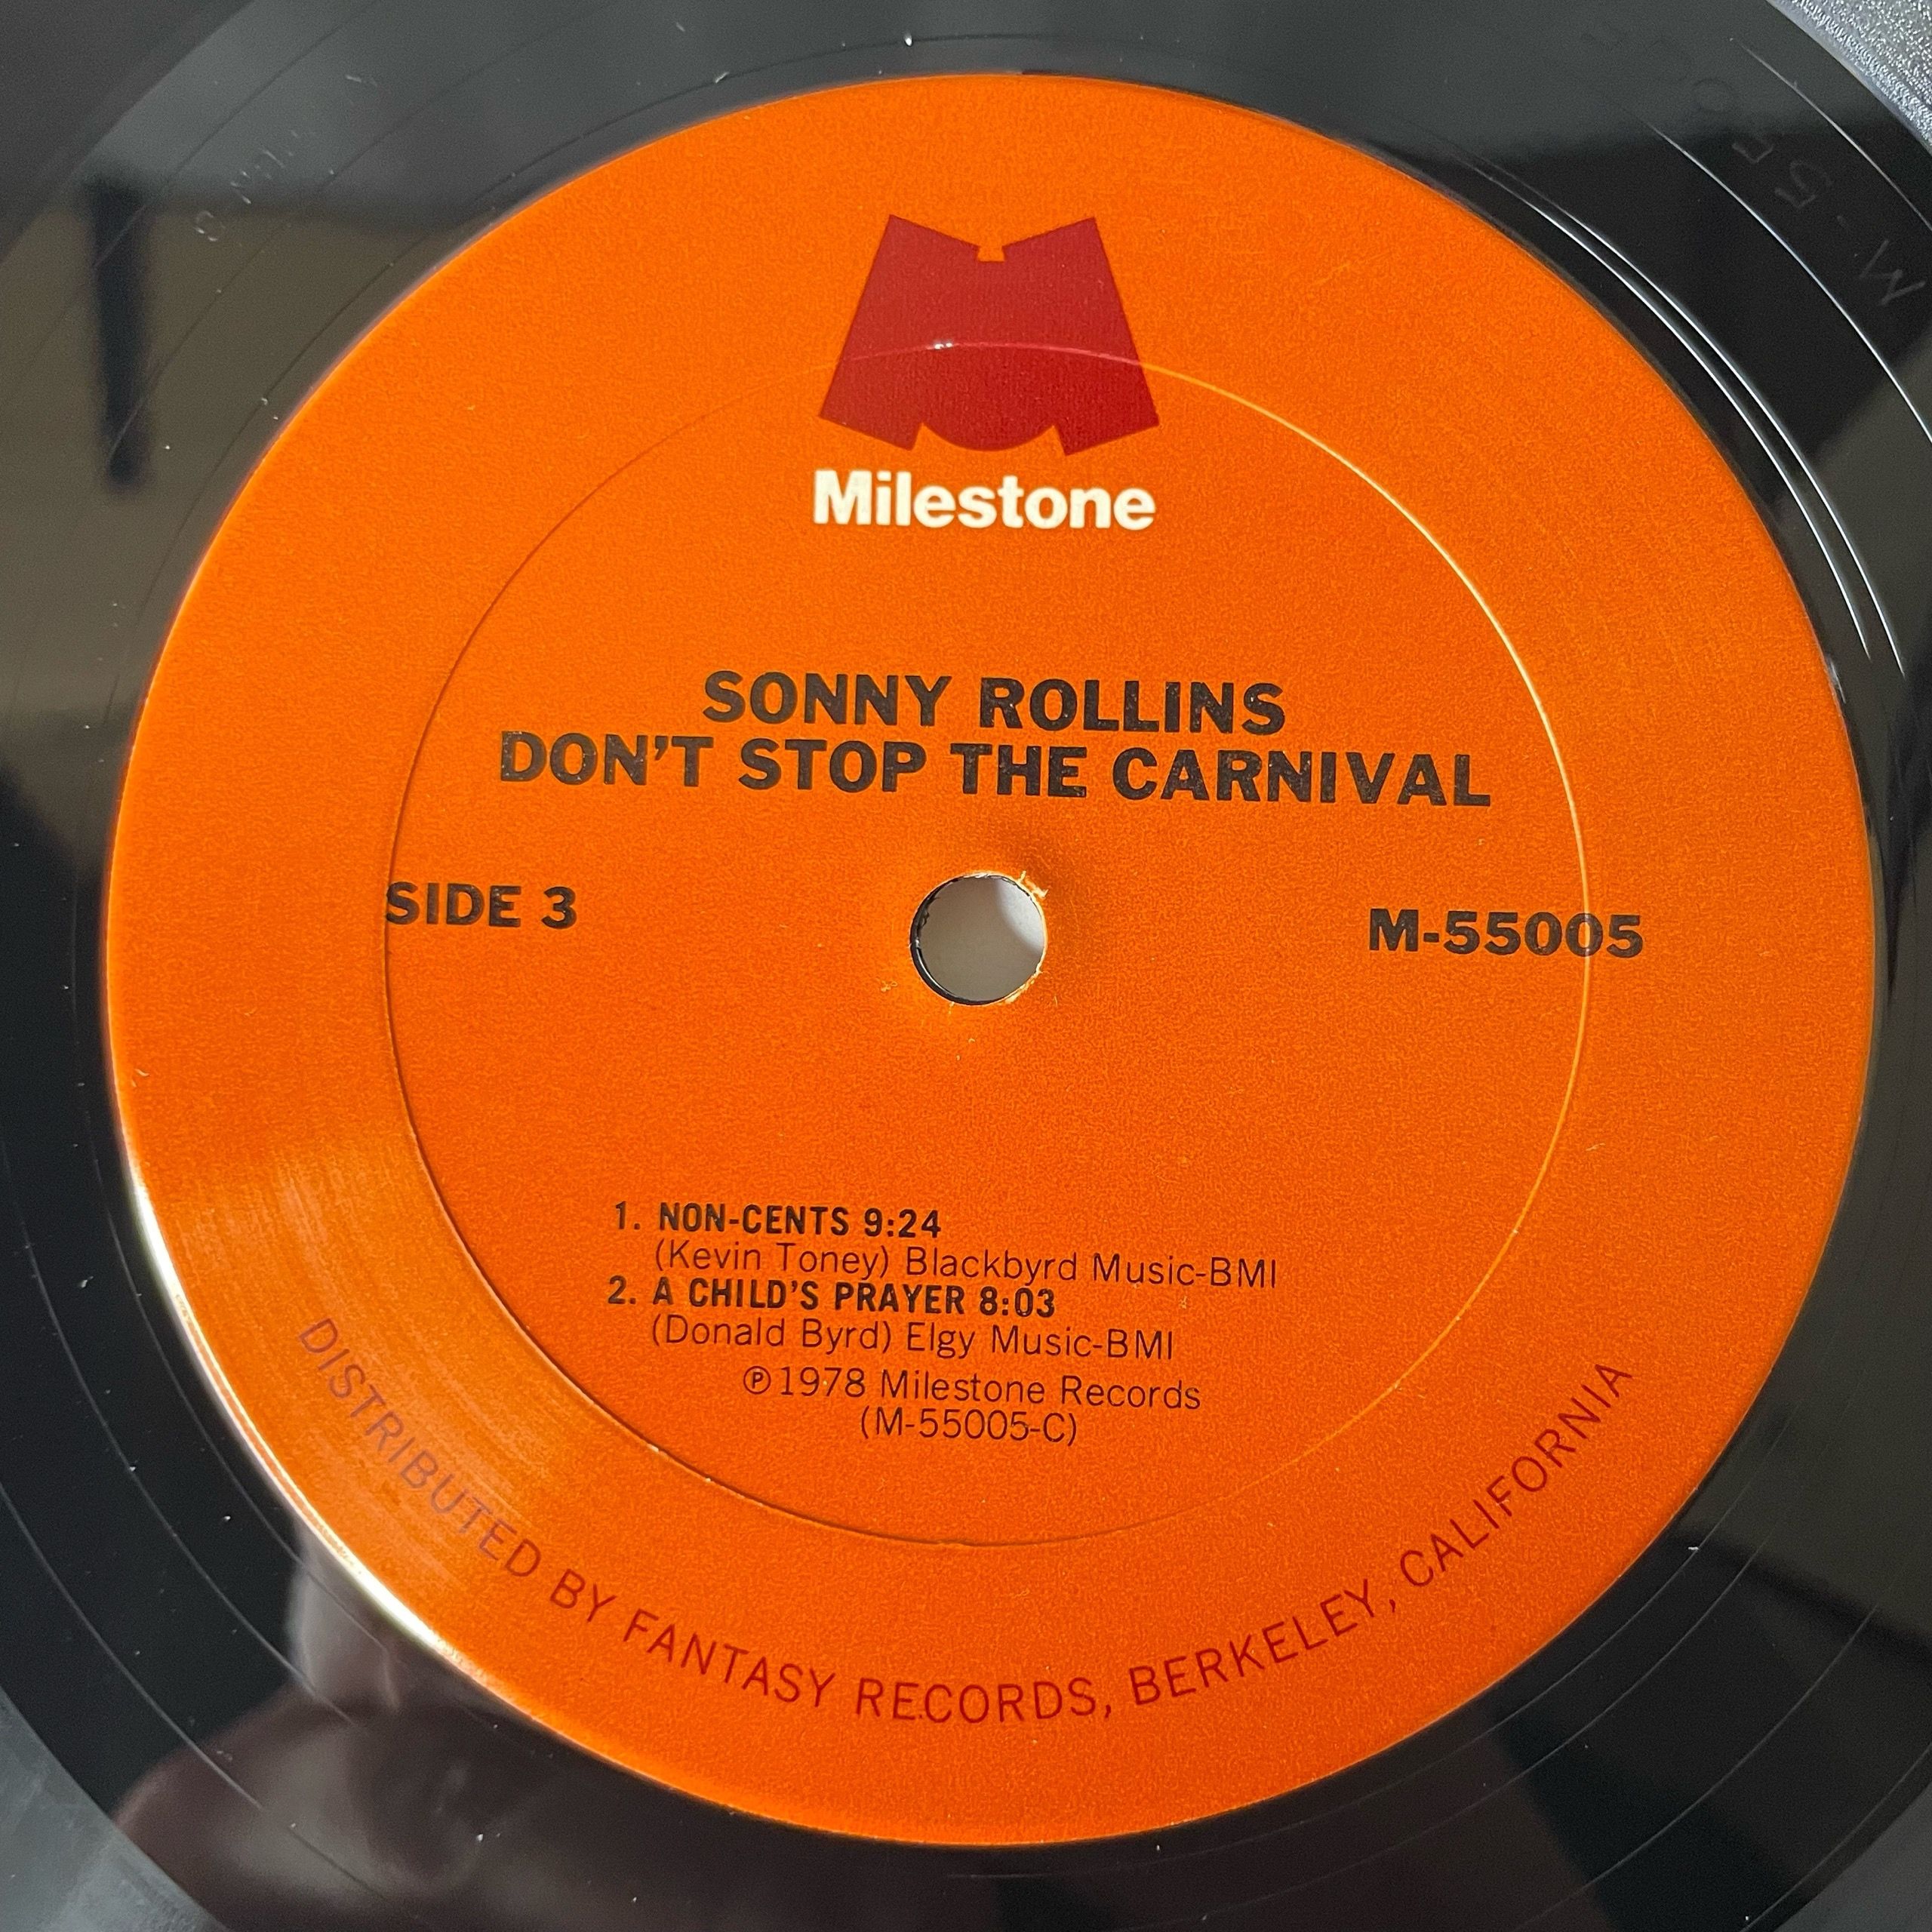 Milestone
SONNY ROLLINS
DON'T STOP THE CARNIVAL
SIDE 3
M-55005
1. NON-CENTS 9:24
(Kevin Toney) Blackbyrd Music-BMI
2. A CHILD'S PRAYER 8:03
(Donald Byrd) Elgy Music-BMI
℗1978 Milestone Records
(M-55005-C)
DISTRIBUTED BY FANTASY RECORDS, BERKELEY, CALIFORNIA